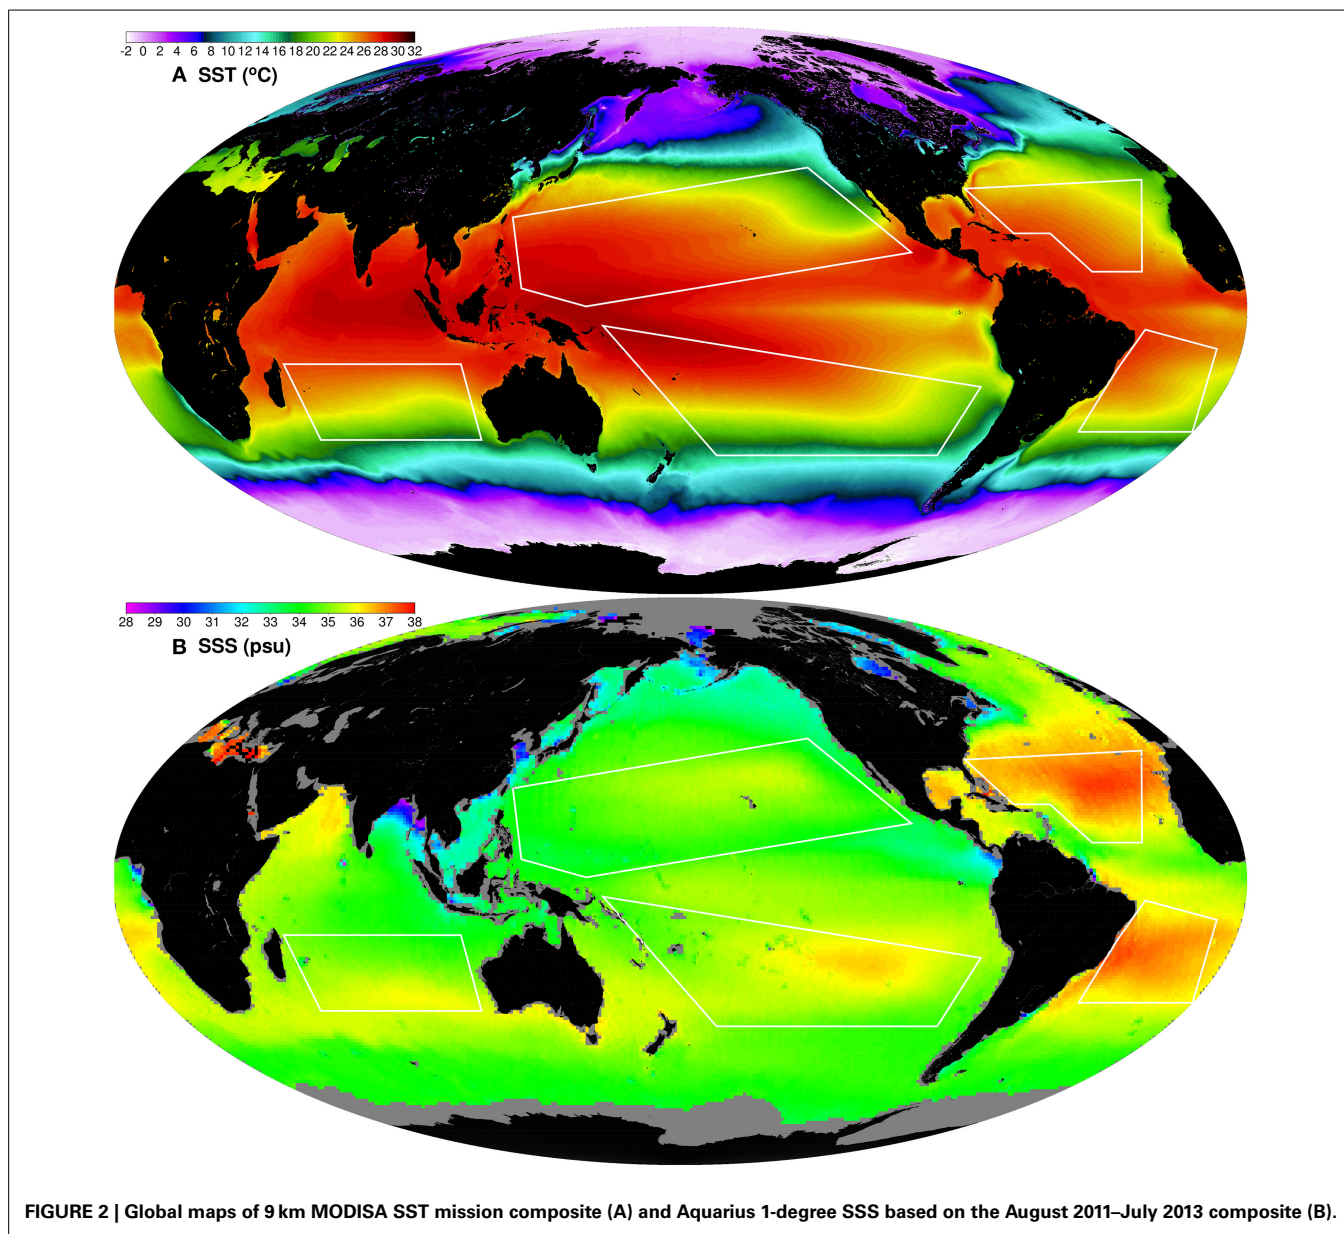 -2 0 2 4 6 8 10 12 14 16 18 20 22 24 26 28 30 32
A SST (ºC)
28 29 30 31 32 33 34 35 36 37 38
B SSS (psu)
FIGURE 2 | Global maps of 9 km MODISA SST mission composite (A) and Aquarius 1-degree SSS based on the August 2011–July 2013 composite (B).